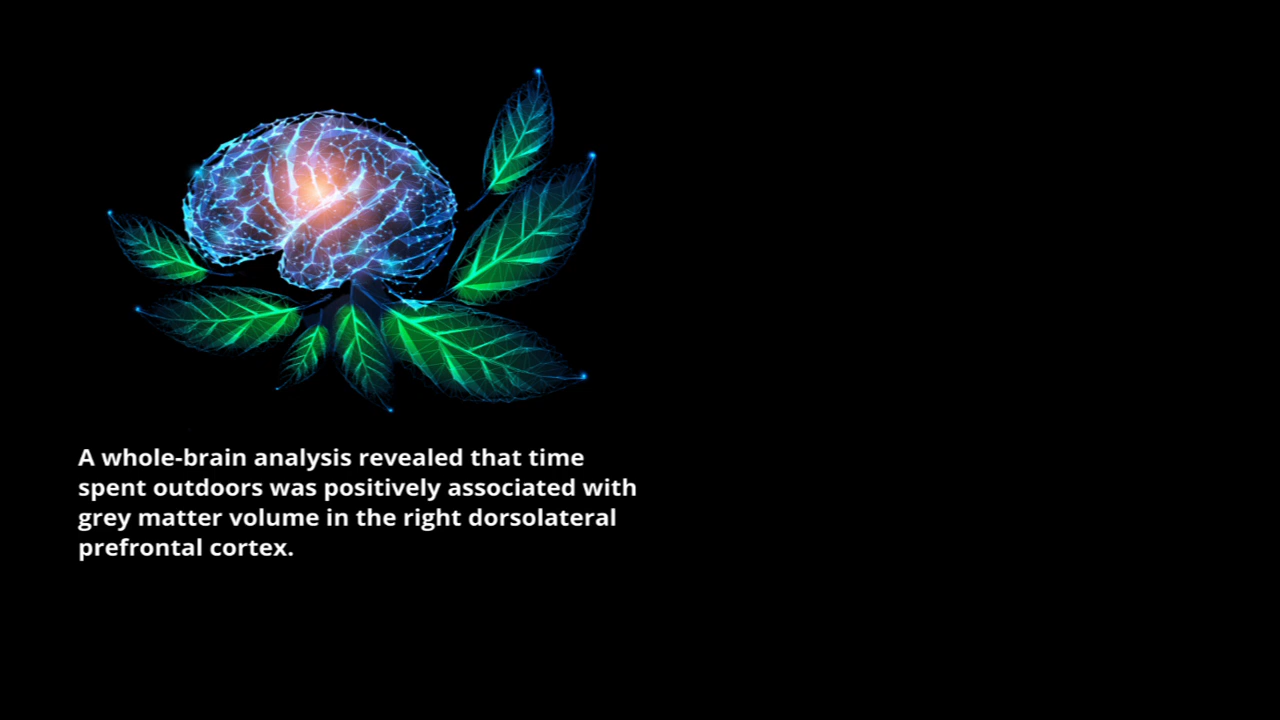 A whole-brain analysis revealed that time
spent outdoors was positively associated with
grey matter volume in the right dorsolateral
prefrontal cortex.